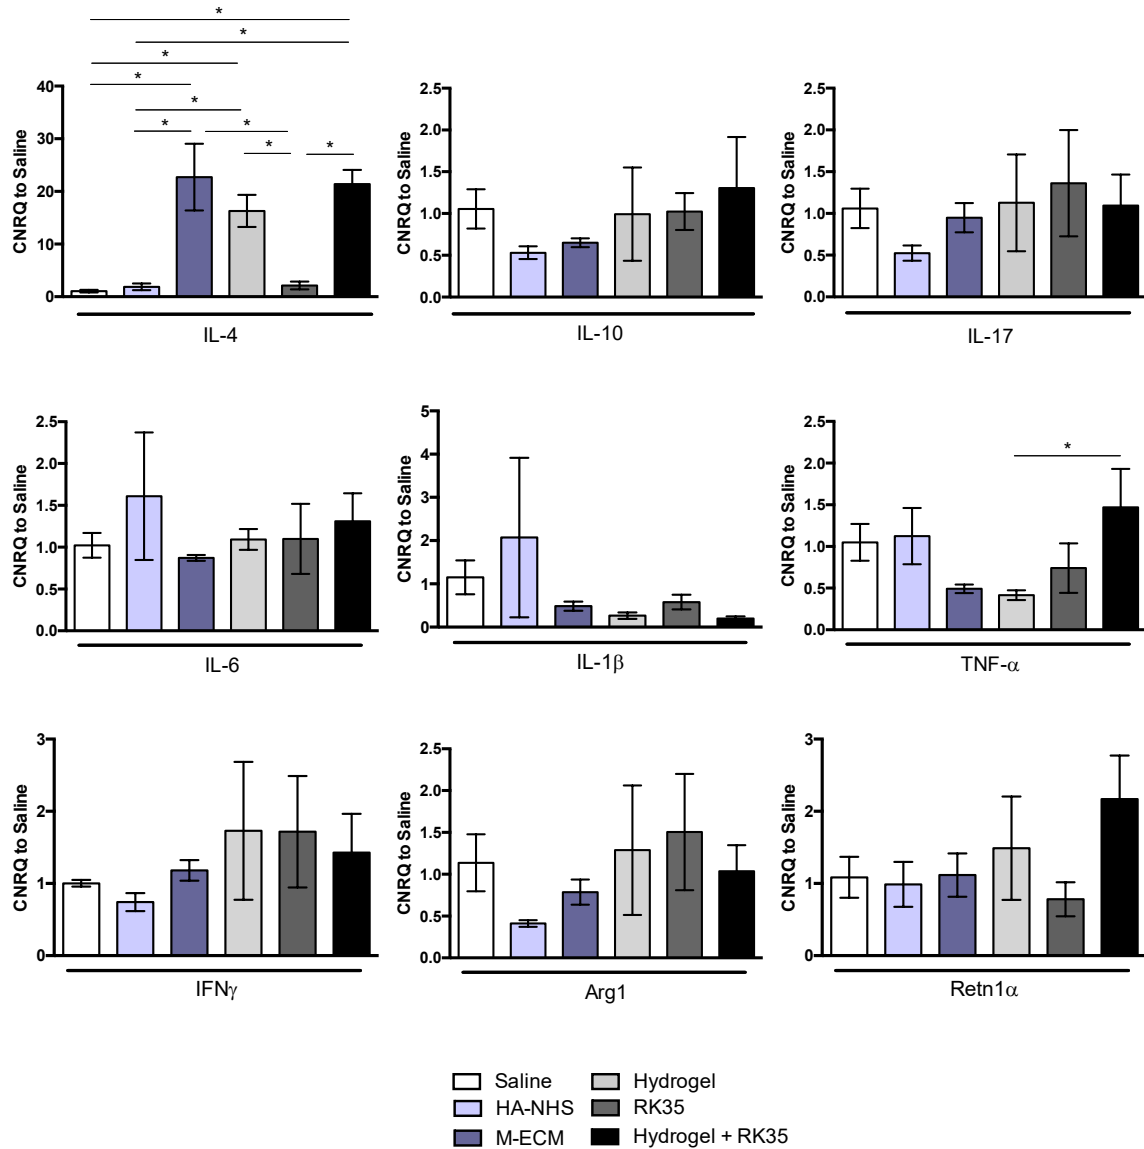 * 
*
*
*
*
*
*
*
*
40
30
20
10
0
CNRQ to Saline
IL-4
2.5
2.0
1.5
1.0
0.5
0.0
CNRQ to Saline
IL-10
2.5
2.0
1.5
1.0
0.5
0.0
CNRQ to Saline
IL-17
2.5
2.0
1.5
1.0
0.5
0.0
CNRQ to Saline
IL-6
5
4
3
2
1
0
CNRQ to Saline
IL-1β
*
2.5
2.0
1.5
1.0
0.5
0.0
CNRQ to Saline
TNF-α
3
2
1
0
CNRQ to Saline
IFNγ
2.5
2.0
1.5
1.0
0.5
0.0
CNRQ to Saline
Arg1
3
2
1
0
CNRQ to Saline
Retn1α
Saline
HA-NHS
M-ECM
Hydrogel
RK35
Hydrogel + RK35